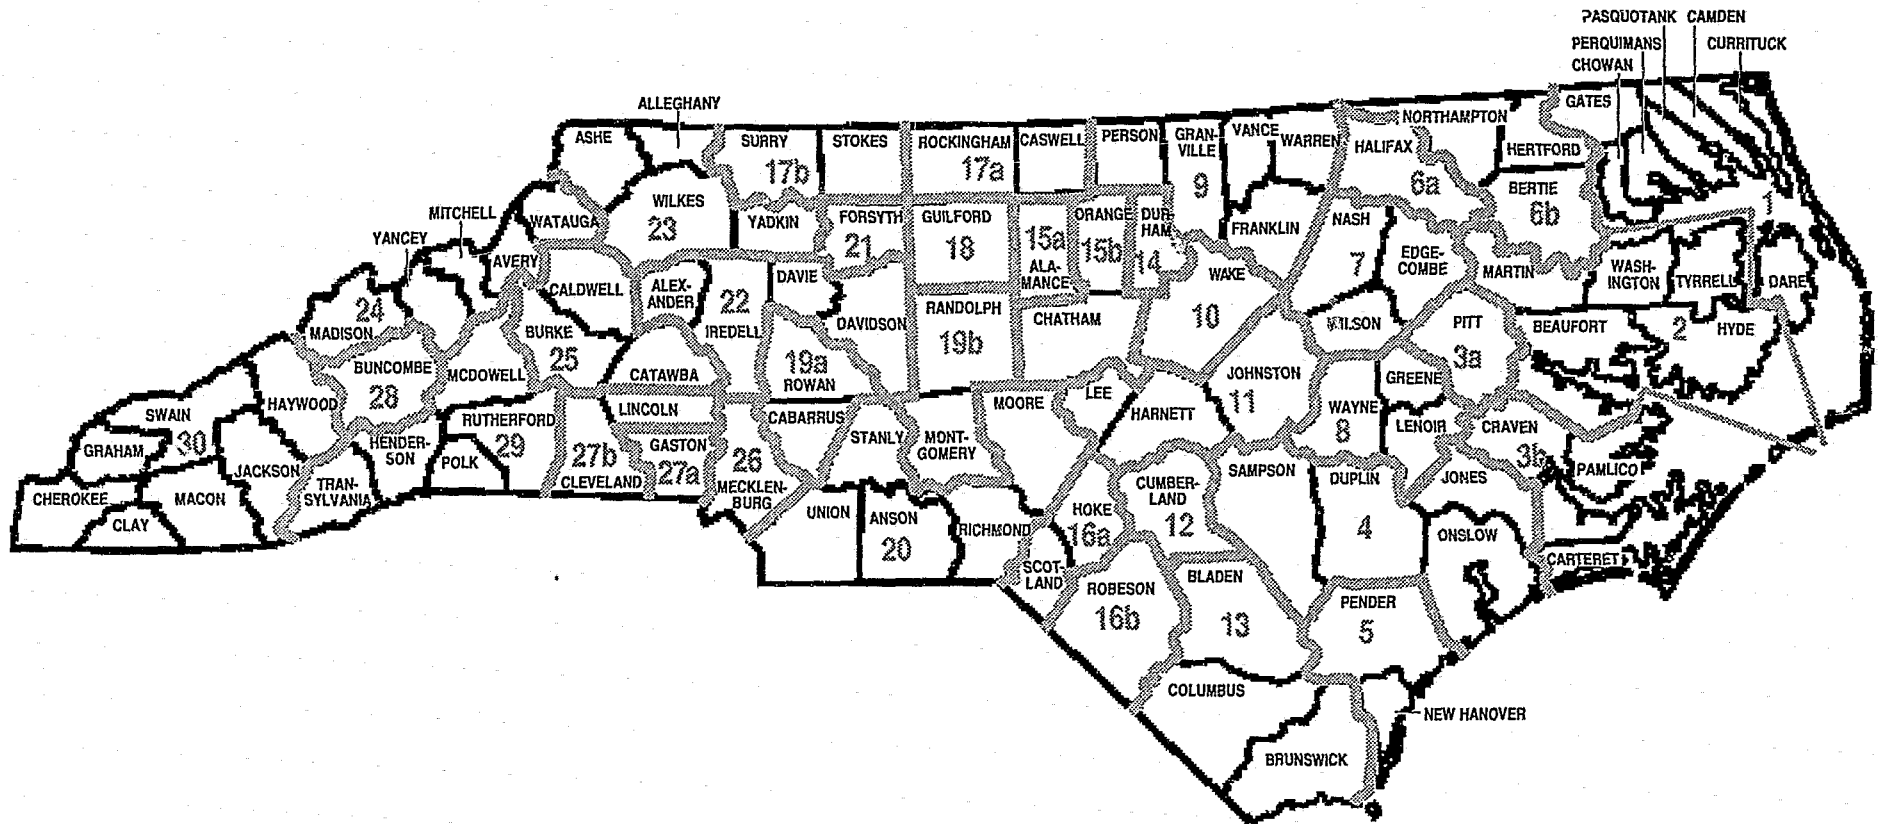 PASQUOTANK CAMDEN
PERQUIMANS CURRITUCK
CHOWAN
GATES
ALLEGHANY
ASHE
SURRY
17b
STOKES
ROCKINGHAM
17a
CASWELL
PERSON
GRAN-
VILLE
9
VANCE
WARREN
NORTHAMPTON
HALIFAX
6a
HERTFORD
BERTIE
6b
1
MITCHELL
YANCEY
WATAUGA
AVERY
WILKES
23
YADKIN
FORSYTH
21
GUILFORD
18
15a
ALA-
MANCE
ORANGE
15b
DUR-
HAM
14
FRANKLIN
NASH
7
EDGE-
COMBE
MARTIN
WASH-
INGTON
TYRRELL
DARE
24
MADISON
CALDWELL
ALEX-
ANDER
22
IREDELL
DAVIE
DAVIDSON
RANDOLPH
19b
CHATHAM
WAKE
10
WILSON
PITT
3a
BEAUFORT
2
HYDE
BUNCOMBE
28
MCDOWELL
BURKE
25
CATAWBA
19a
ROWAN
MOORE
LEE
HARNETT
JOHNSTON
11
GREENE
WAYNE
8
LENOIR
CRAVEN
3b
PAMLICO
SWAIN
30
GRAHAM
HAYWOOD
JACKSON
CHEROKEE
CLAY
MACON
TRAN-
SYLVANIA
HENDER-
SON
POLK
RUTHERFORD
29
27b
CLEVELAND
LINCOLN
GASTON
27a
26
MECKLEN-
BURG
CABARRUS
STANLY
MONT-
GOMERY
UNION
ANSON
20
RICHMOND
SCOT-
LAND
HOKE
16a
CUMBER-
LAND
12
SAMPSON
DUPLIN
4
JONES
ONSLOW
CARTERET
ROBESON
16b
BLADEN
13
PENDER
5
COLUMBUS
NEW HANOVER
BRUNSWICK